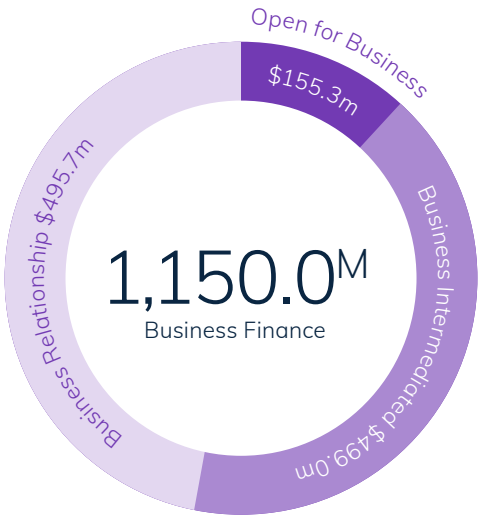 Open for Business
$155.3m
Business Intermediated $499.0m
Business Relationship $495.7m
1,150.0M
Business Finance